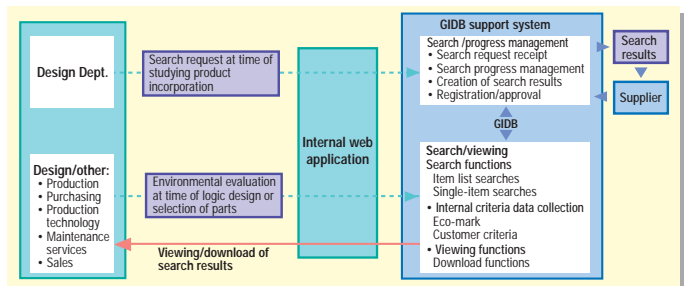 Design Dept.
Design/other:
• Production
• Purchasing
• Production
technology
• Maintenance
services
• Sales
Search request at time of
studying product
incorporation
Environmental evaluation
at time of logic design or
selection of parts
Viewing/download of
search results
Internal web
application
GIDB support system
Search /progress management
• Search request receipt
• Search progress management
• Creation of search results
• Registration/approval
GIDB
Search/viewing
Search functions
Item list searches
Single-item searches
• Internal criteria data collection
Eco-mark
Customer criteria
• Viewing functions
Download functions
Search
results
Supplier